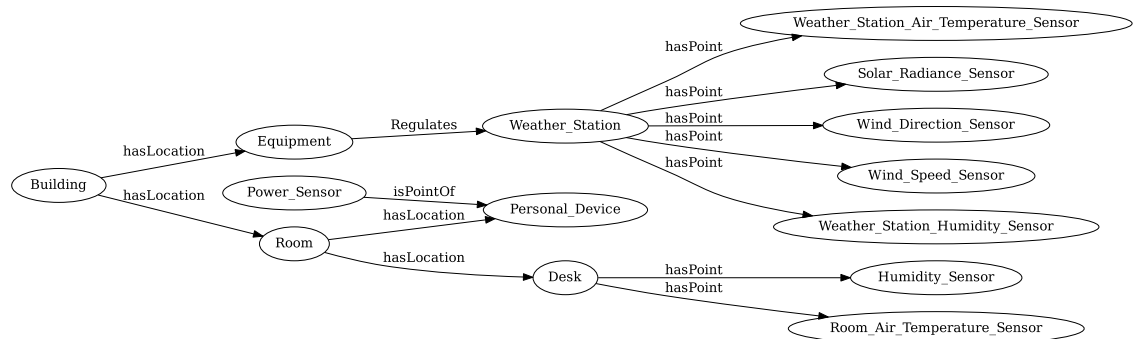 Weather_Station_Air_Temperature_Sensor
hasPoint
Solar_Radiance_Sensor
hasPoint
Regulates
Weather_Station
hasPoint
Wind_Direction_Sensor
hasPoint
Equipment
hasLocation
hasPoint
Wind_Speed_Sensor
Building
Power_Sensor
isPointOf
hasLocation
Personal_Device
hasLocation
Weather_Station_Humidity_Sensor
Room
hasLocation
Desk
hasPoint
Humidity_Sensor
hasPoint
Room_Air_Temperature_Sensor